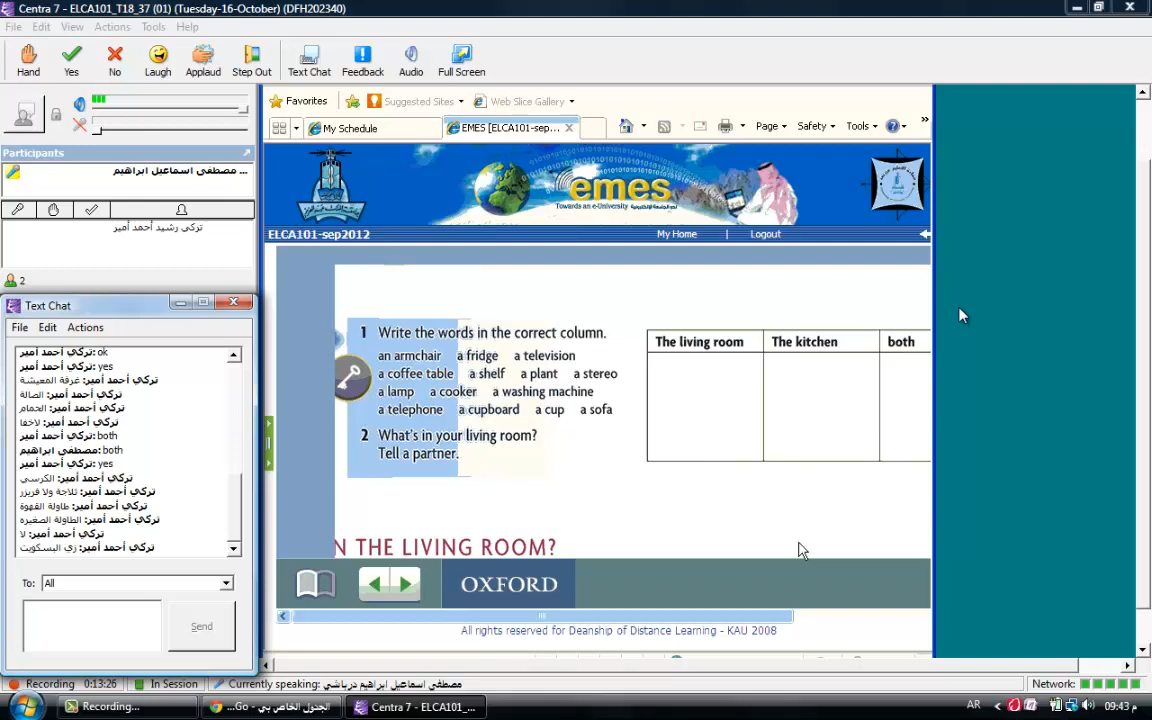 Centra 7 - ELCA101_T18_37 (01) (Tuesday-16-October) (DFH202340)
File Edit View Actions Tools Help
Hand Yes No Laugh Applaud Step Out Text Chat Feedback Audio Full Screen
Participants
مصطفى اسماعيل ابراهيم ...
تركي رشيد أحمد أمير
2
Text Chat
File Edit Actions
تركي أحمد أمير: ok
تركي أحمد أمير: yes
تركي أحمد أمير: غرفة المعيشة
تركي أحمد أمير: الصالة
تركي أحمد أمير: الحمام
تركي أحمد أمير: لاخفا
تركي أحمد أمير: both
مصطفى ابراهيم: both
تركي أحمد أمير: yes
تركي أحمد أمير: الكرسي
تركي أحمد أمير: ثلاجة ولا فريزر
تركي أحمد أمير: طاولة القهوة
تركي أحمد أمير: الطاولة الصغيره
تركي أحمد أمير: لا
تركي أحمد أمير: زي البسكويت
To: All
Send
Favorites Suggested Sites Web Slice Gallery
My Schedule EMES [ELCA101-sep... Page Safety Tools
emes
Towards an e-University
ELCA101-sep2012 My Home | Logout
1 Write the words in the correct column.
an armchair a fridge a television
a coffee table a shelf a plant a stereo
a lamp a cooker a washing machine
a telephone a cupboard a cup a sofa
2 What's in your living room?
Tell a partner.
The living room The kitchen both
N THE LIVING ROOM?
OXFORD
All rights reserved for Deanship of Distance Learning - KAU 2008
Recording 0:13:26 In Session Currently speaking: مصطفى اسماعيل ابراهيم درباشي Network:
Recording... الجدول الخاص بي - Go... Centra 7 - ELCA101_... AR 09:43 م